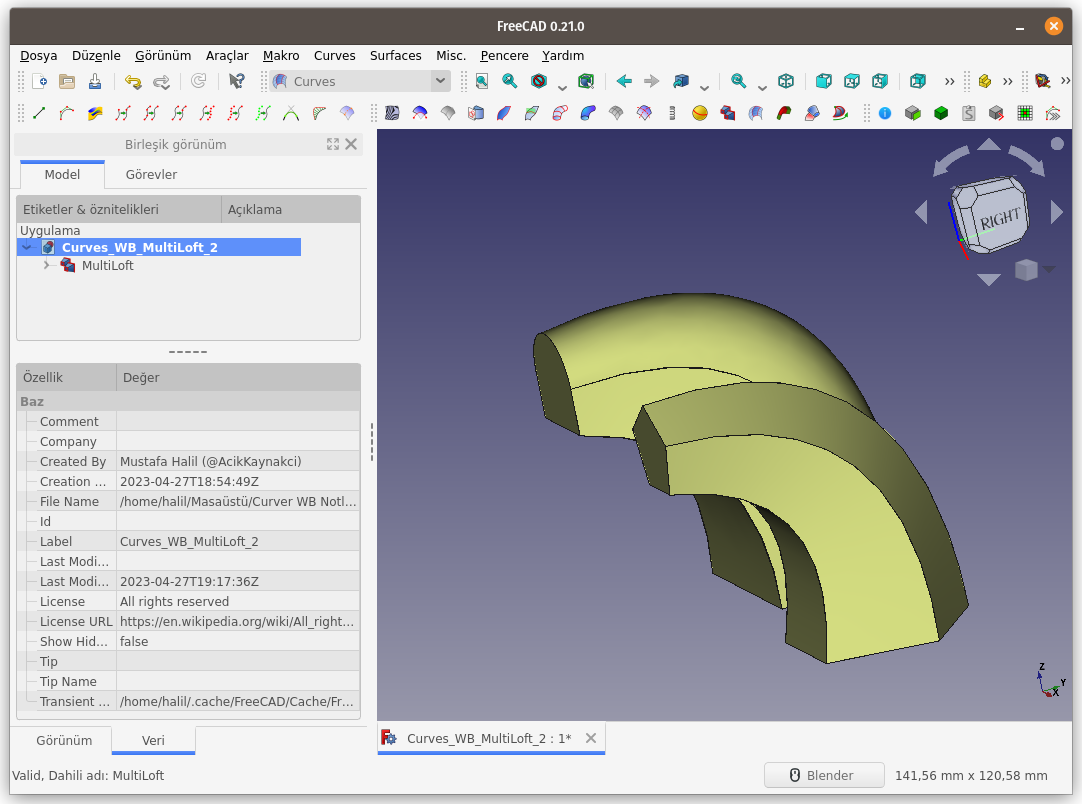 FreeCAD 0.21.0
Dosya Düzenle Görünüm Araçlar Makro Curves Surfaces Misc. Pencere Yardım
Curves
Birleşik görünüm
Model Görevler
Etiketler & öznitelikleri Açıklama
Uygulama
Curves_WB_MultiLoft_2
MultiLoft
RIGHT
Özellik Değer
Baz
Comment
Company
Created By Mustafa Halil (@AcikKaynakci)
Creation ... 2023-04-27T18:54:49Z
File Name /home/halil/Masaüstü/Curver WB Notl...
Id
Label Curves_WB_MultiLoft_2
Last Modi...
Last Modi... 2023-04-27T19:17:36Z
License All rights reserved
License URL https://en.wikipedia.org/wiki/All_right...
Show Hid... false
Tip
Tip Name
Transient ... /home/halil/.cache/FreeCAD/Cache/Fr...
Z
Y
X
Görünüm Veri
Curves_WB_MultiLoft_2 : 1*
Valid, Dahili adı: MultiLoft
Blender 141,56 mm x 120,58 mm